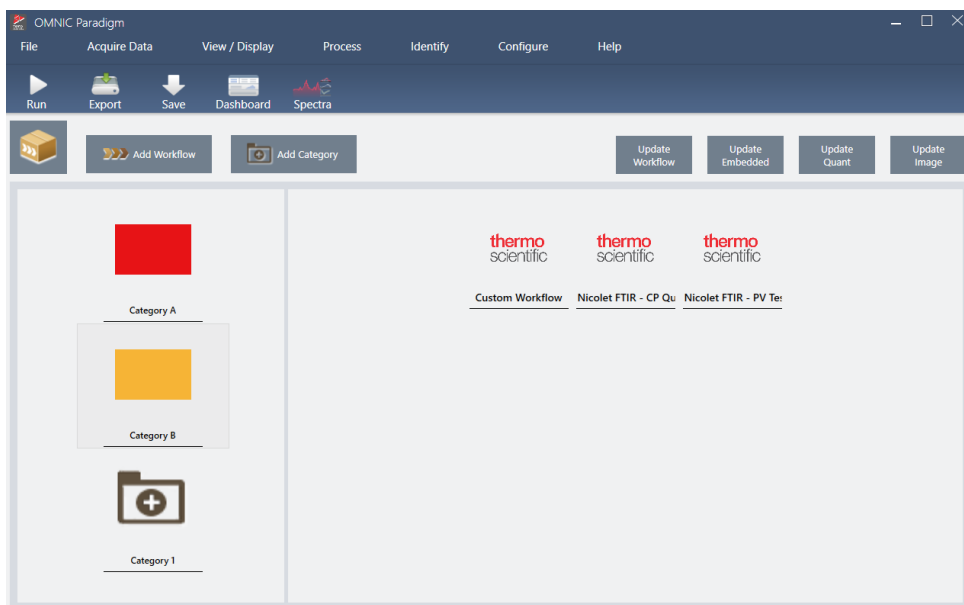 OMNIC Paradigm
File Acquire Data View / Display Process Identify Configure Help
Run Export Save Dashboard Spectra
Add Workflow Add Category
Update Workflow
Update Embedded
Update Quant
Update Image
Category A
Category B
Category 1
thermo scientific
thermo scientific
thermo scientific
Custom Workflow Nicolet FTIR - CP Qu Nicolet FTIR - PV Tes